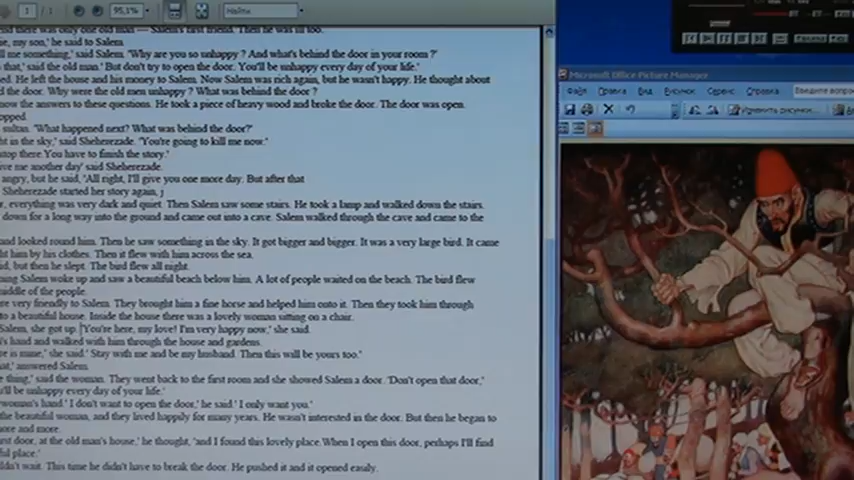 1 / 1
95,1%
Найти
nd there was only one old man — Salem's friend. Then he was ill too.
ie, my son,' he said to Salem
ll me something,' said Salem. 'Why are you so unhappy ? And what's behind the door in your room ?'
that,' said the old man.' But don't try to open the door. You'll be unhappy every day of your life.'
ed. He left the house and his money to Salem. Now Salem was rich again, but he wasn't happy. He thought about
d the door. Why were the old men unhappy ? What was behind the door ?
now the answers to these questions. He took a piece of heavy wood and broke the door. The door was open.
opped.
sultan. 'What happened next? What was behind the door?'
ht in the sky,' said Sheherezade. 'You're going to kill me now.'
stop there.You have to finish the story.'
ive me another day' said Sheherezade.
angry, but he said, 'All right, I'll give you one more day. But after that
Sheherezade started her story again,
r, everything was very dark and quiet. Then Salem saw some stairs. He took a lamp and walked down the stairs.
down for a long way into the ground and came out into a cave. Salem walked through the cave and came to the
and looked round him. Then he saw something in the sky. It got bigger and bigger. It was a very large bird. It came
ht him by his clothes. Then it flew with him across the sea.
id, but then he slept. The bird flew all night.
ning Salem woke up and saw a beautiful beach below him. A lot of people waited on the beach. The bird flew
middle of the people.
re very friendly to Salem. They brought him a fine horse and helped him onto it. Then they took him through
to a beautiful house. Inside the house there was a lovely woman sitting on a chair.
Salem, she got up. 'You're here, my love! I'm very happy now,' she said.
's hand and walked with him through the house and gardens.
e is mine,' she said.' Stay with me and be my husband. Then this will be yours too.'
hat,' answered Salem.
e thing,' said the woman. They went back to the first room and she showed Salem a door. 'Don't open that door,'
'll be unhappy every day of your life.'
woman's hand.' I don't want to open the door,' he said.' I only want you.'
the beautiful woman, and they lived happily for many years. He wasn't interested in the door. But then he began to
ore and more.
rst door, at the old man's house,' he thought, 'and I found this lovely place.When I open this door, perhaps I'll find
ful place.'
ldn't wait. This time he didn't have to break the door. He pushed it and it opened easily.
Microsoft Office Picture Manager
Файл Правка Вид Рисунок Сервис Справка
Введите вопрос
Изменить рисунки...